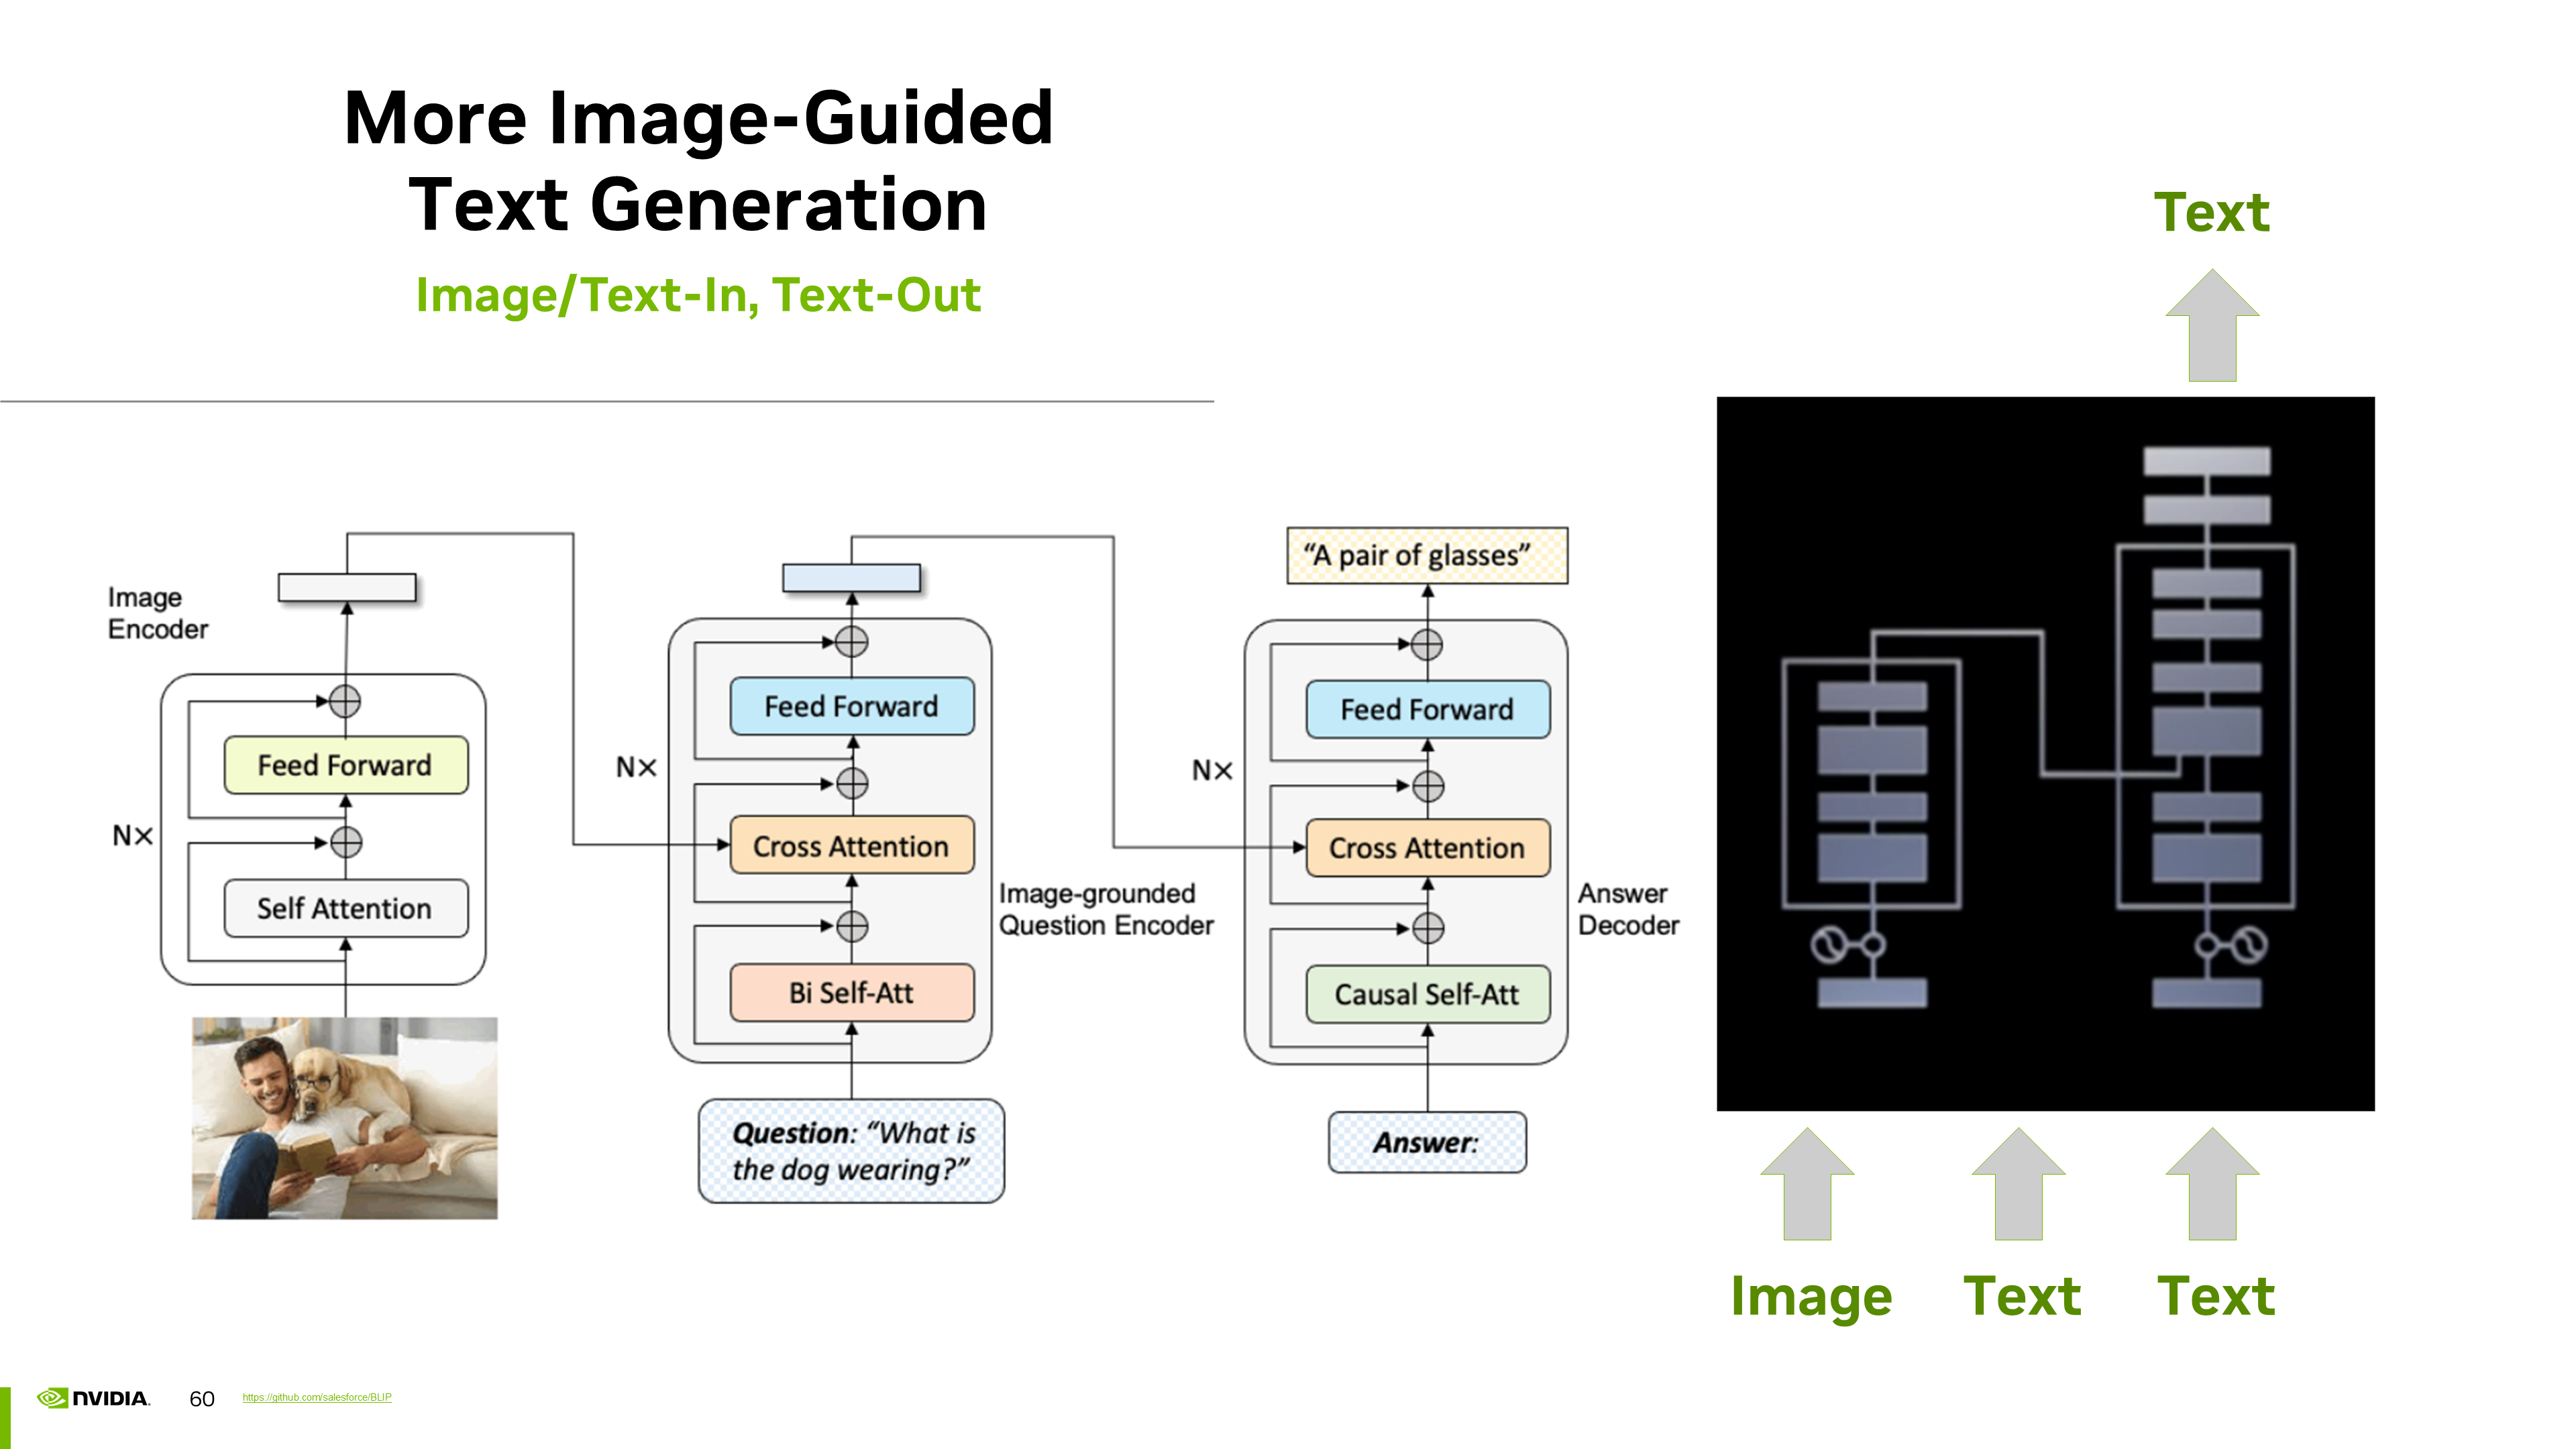 More Image-Guided
Text Generation
Image/Text-In, Text-Out
Image
Encoder
N×
Feed Forward
Self Attention
N×
Feed Forward
Cross Attention
Bi Self-Att
Image-grounded
Question Encoder
Question: “What is
the dog wearing?”
“A pair of glasses”
N×
Feed Forward
Cross Attention
Causal Self-Att
Answer
Decoder
Answer:
Text
Image
Text
Text
NVIDIA.
60
https://github.com/salesforce/BLIP